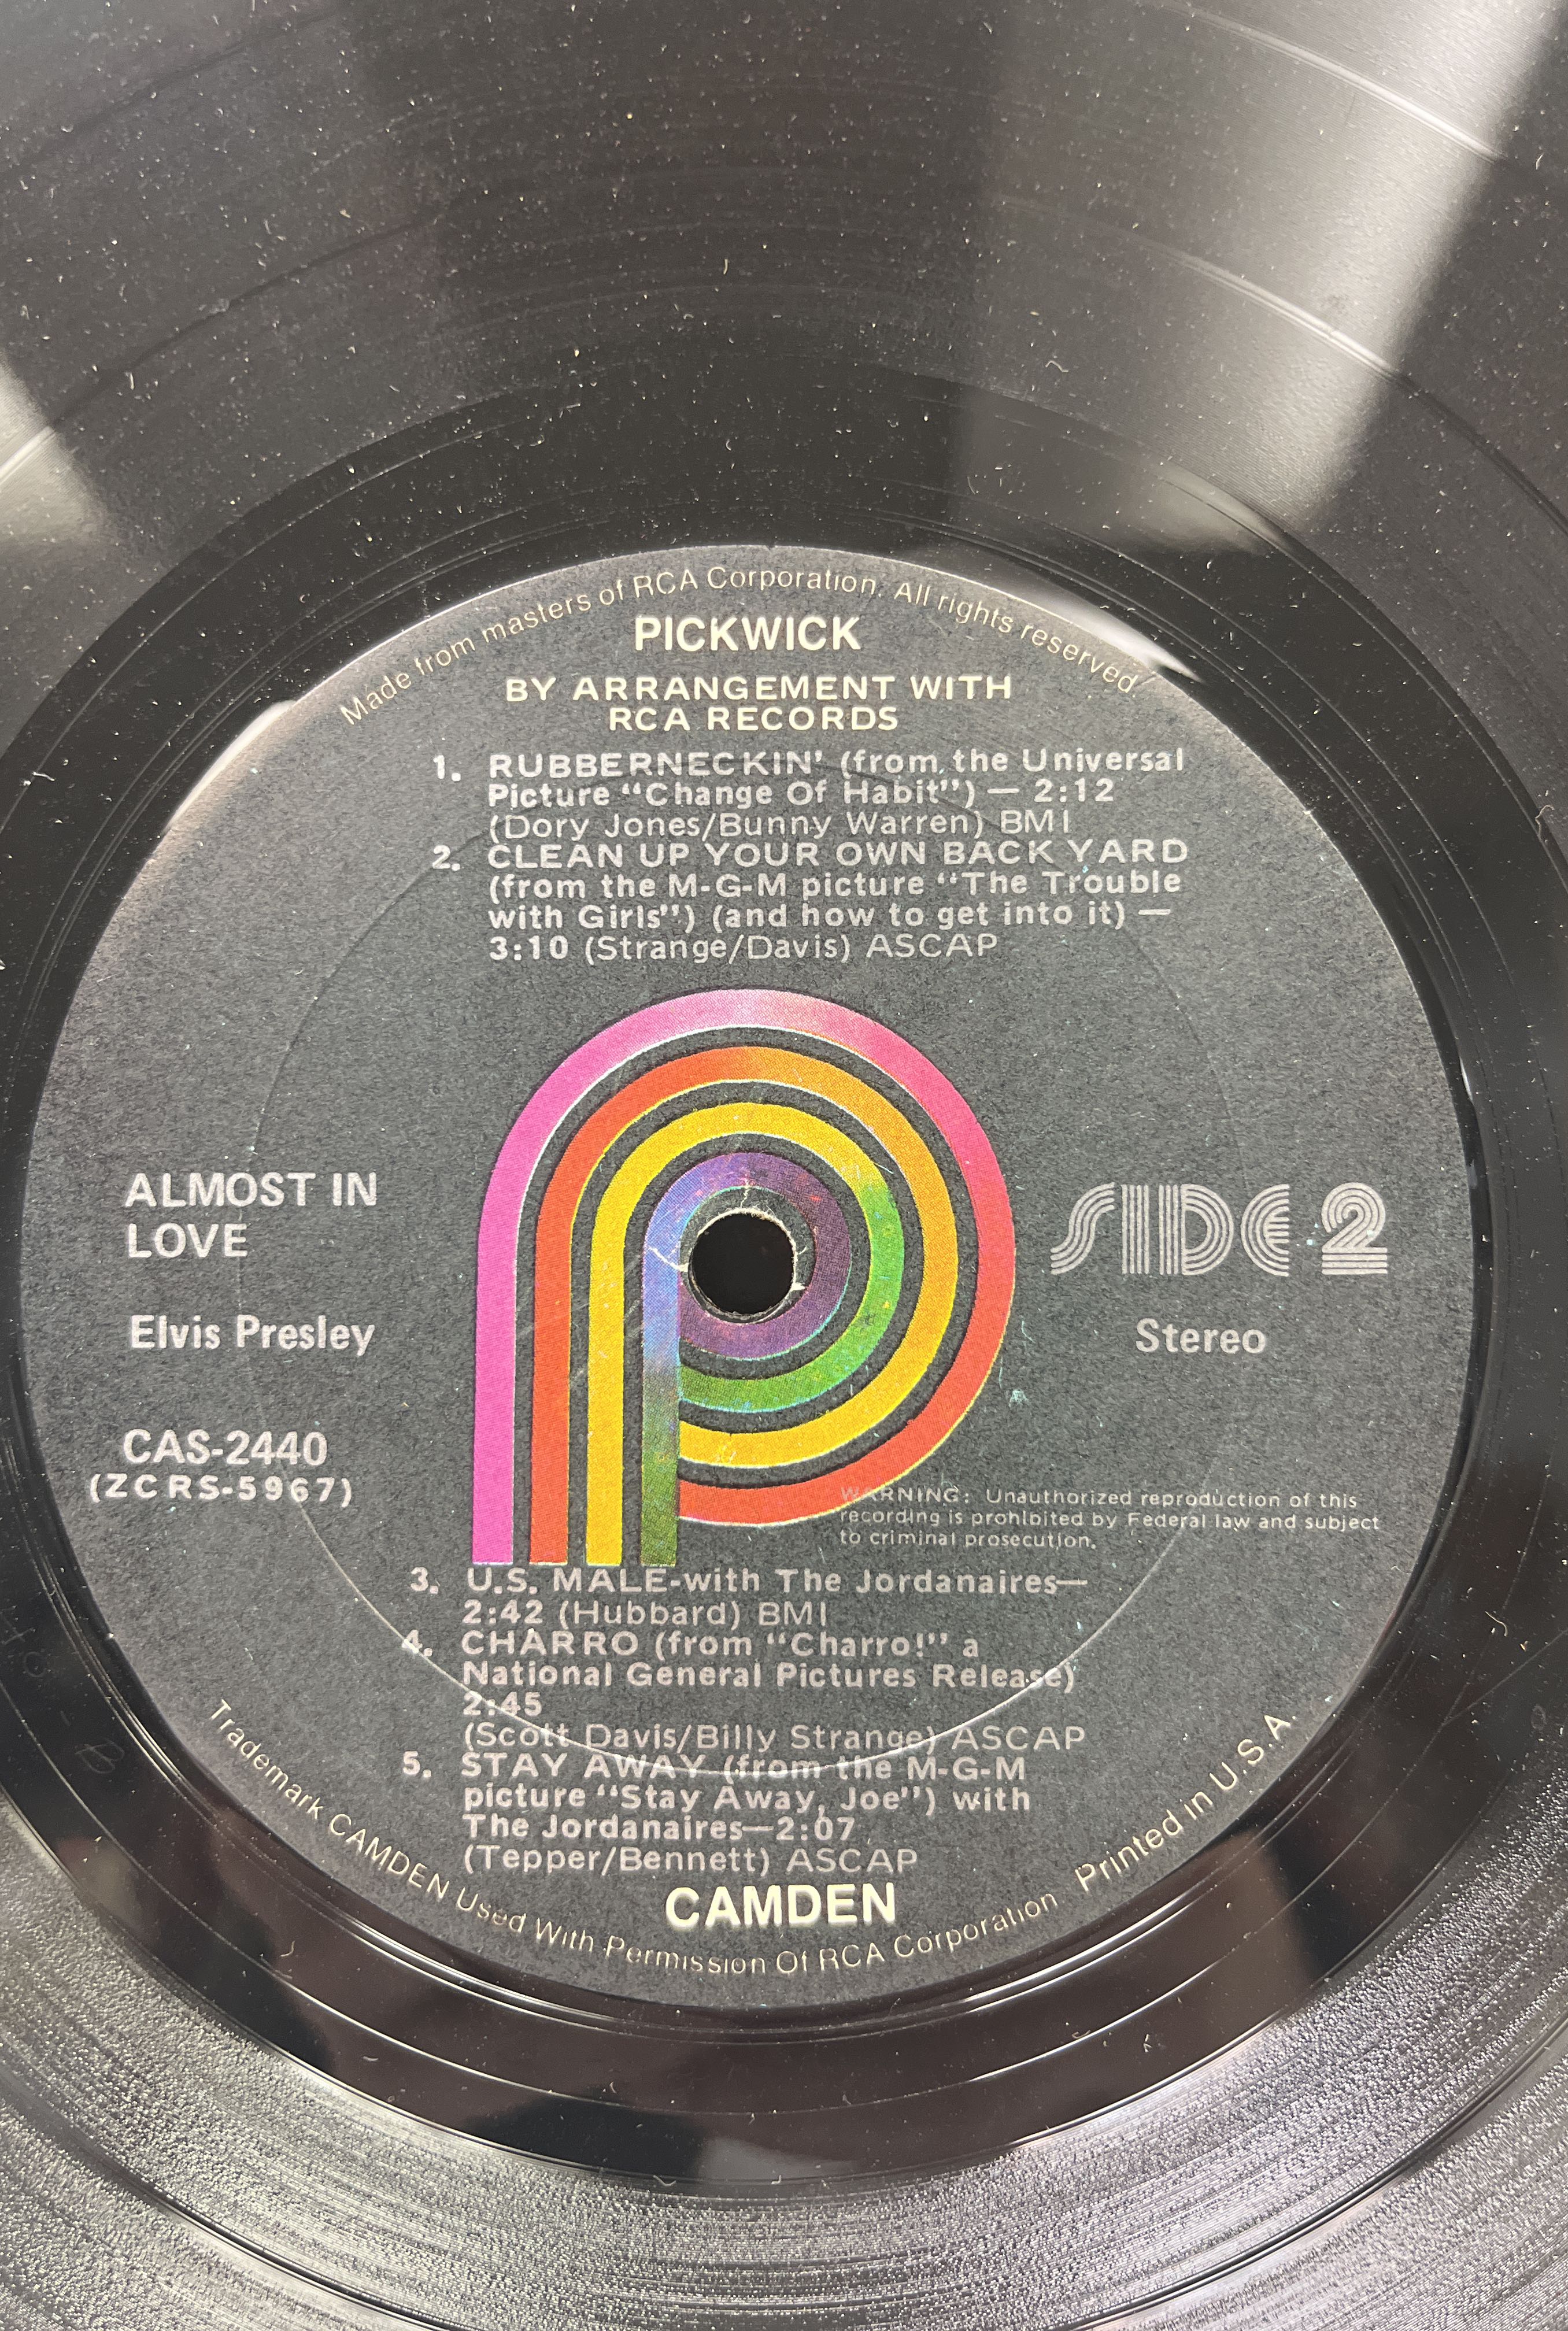 Made from masters of RCA Corporation. All rights reserved.
PICKWICK
BY ARRANGEMENT WITH
RCA RECORDS
1. RUBBERNECKIN' (from the Universal
Picture "Change Of Habit") — 2:12
(Dory Jones/Bunny Warren) BMI
2. CLEAN UP YOUR OWN BACK YARD
(from the M-G-M picture "The Trouble
with Girls") (and how to get into it) —
3:10 (Strange/Davis) ASCAP
ALMOST IN
LOVE
Elvis Presley
CAS-2440
(ZCRS-5967)
SIDE 2
Stereo
WARNING: Unauthorized reproduction of this
recording is prohibited by Federal law and subject
to criminal prosecution.
3. U.S. MALE-with The Jordanaires—
2:42 (Hubbard) BMI
4. CHARRO (from "Charro!" a
National General Pictures Release)
2:45
(Scott Davis/Billy Strange) ASCAP
5. STAY AWAY (from the M-G-M
picture "Stay Away, Joe") with
The Jordanaires—2:07
(Tepper/Bennett) ASCAP
CAMDEN
Trademark CAMDEN Used With Permission Of RCA Corporation Printed in U.S.A.